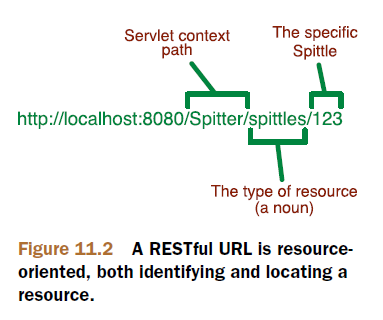 Servlet context
path
The specific
Spittle
http://localhost:8080/Spitter/spittles/123
The type of resource
(a noun)
Figure 11.2 A RESTful URL is resource-
oriented, both identifying and locating a
resource.